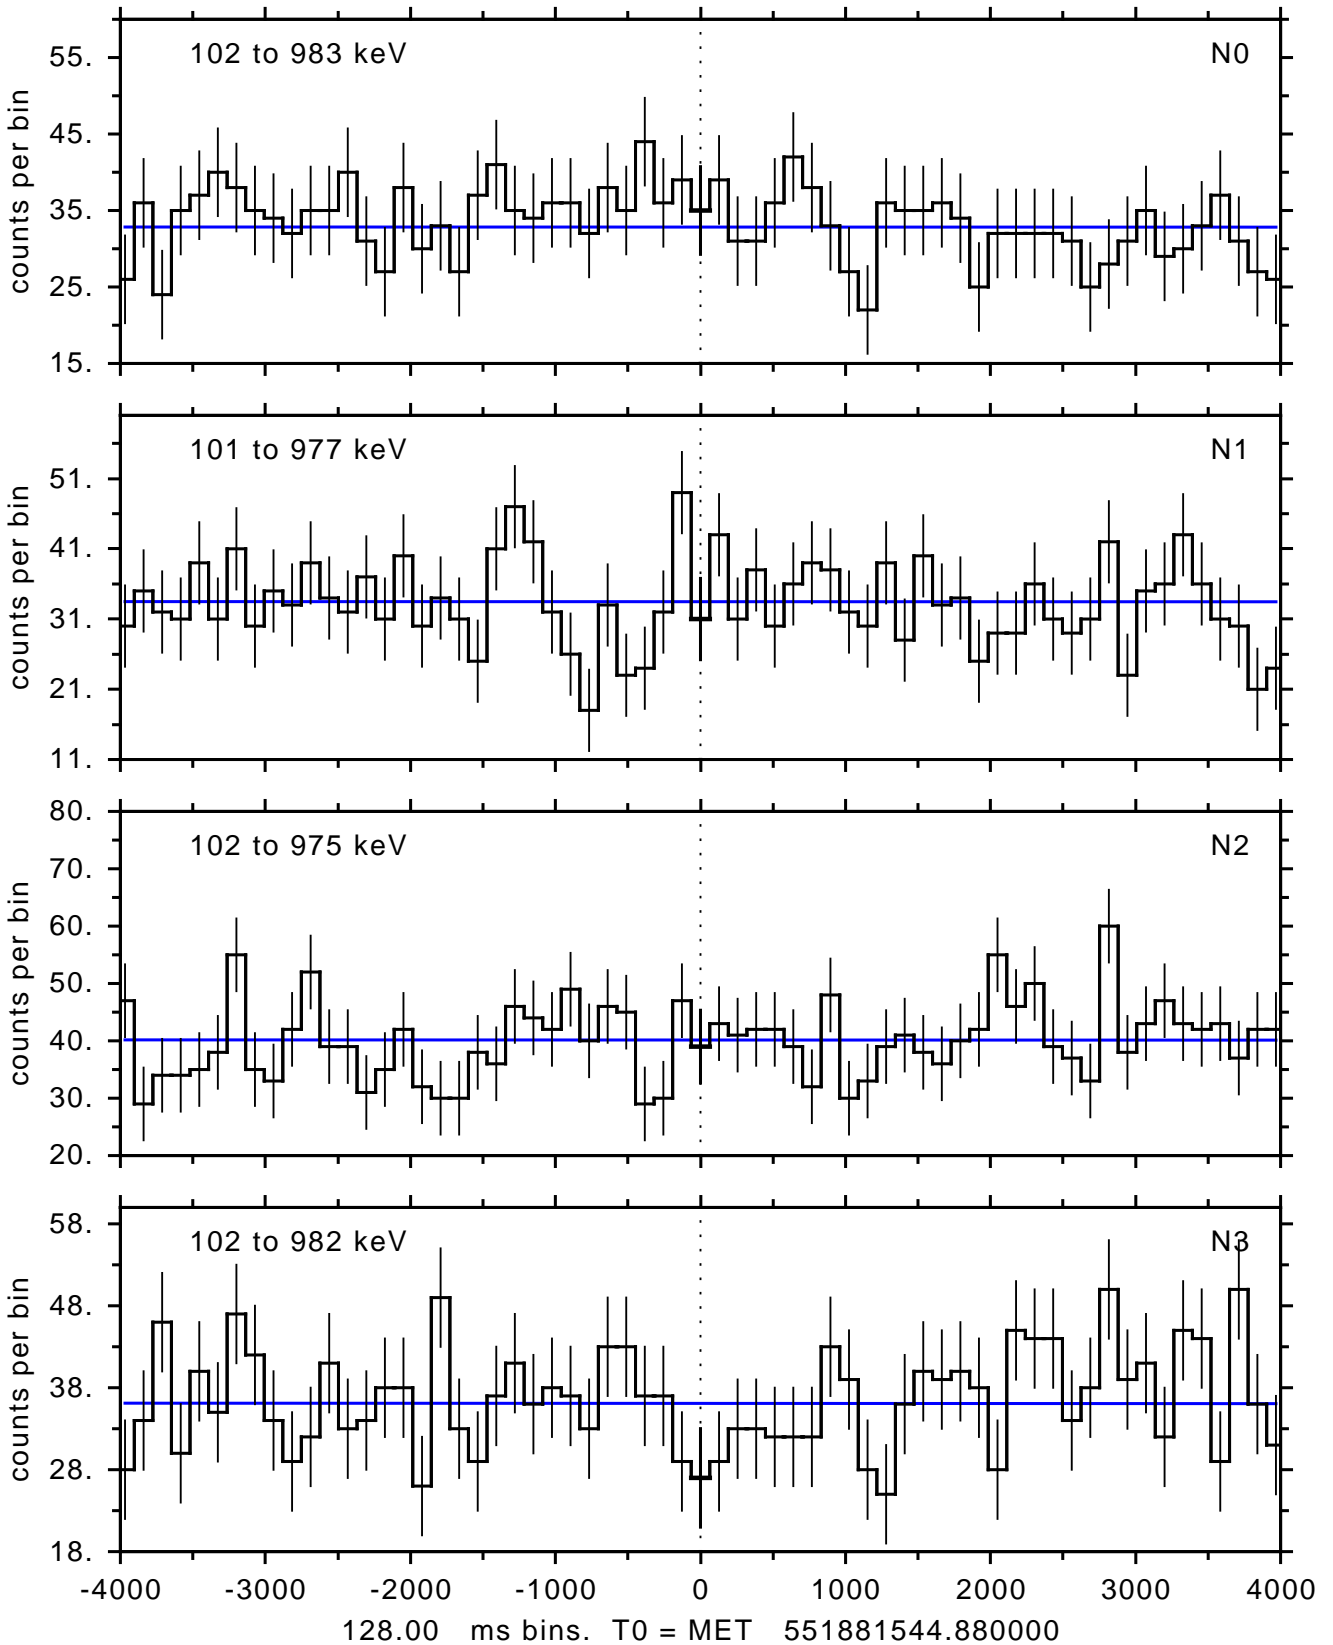 102 to 983 keV N0
55.
45.
35.
25.
15.
counts per bin
101 to 977 keV N1
51.
41.
31.
21.
11.
counts per bin
102 to 975 keV N2
80.
70.
60.
50.
40.
30.
20.
counts per bin
102 to 982 keV N3
58.
48.
38.
28.
18.
counts per bin
-4000 -3000 -2000 -1000 0 1000 2000 3000 4000
128.00 ms bins. T0 = MET 551881544.880000